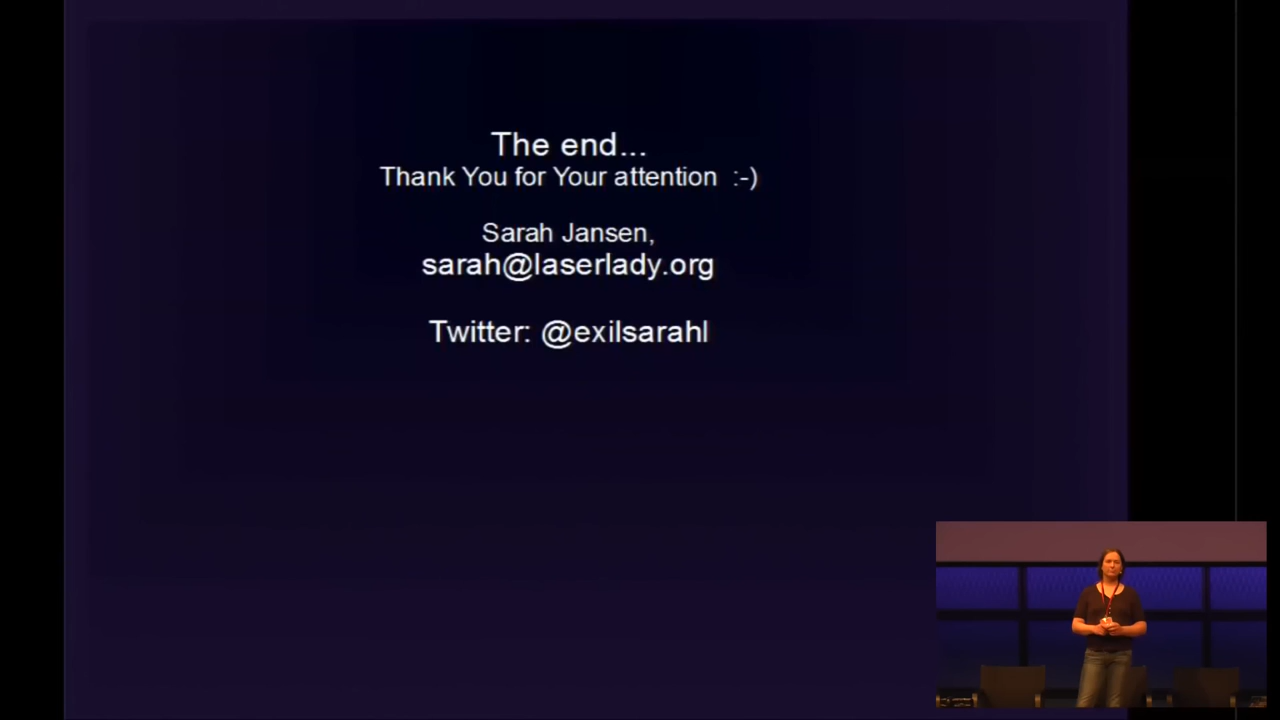 The end...
Thank You for Your attention :-)
Sarah Jansen,
sarah@laserlady.org
Twitter: @exilsarahl